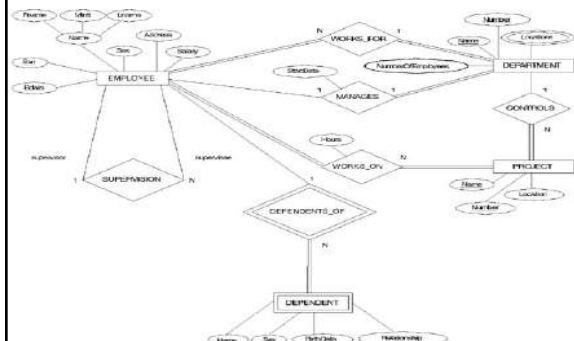 Fname Minit Lname
Number
Name
Address
Locations
Sex
Salary
N WORKS_FOR 1
Name
Ssn
StartDate
NumberOfEmployees
DEPARTMENT
EMPLOYEE
Bdate
1 MANAGES 1
1
CONTROLS
Hours
N
supervisor
supervisee
WORKS_ON N
PROJECT
1 SUPERVISION N
1
Name
Location
Number
DEPENDENTS_OF
N
DEPENDENT
Name Sex BirthDate Relationship